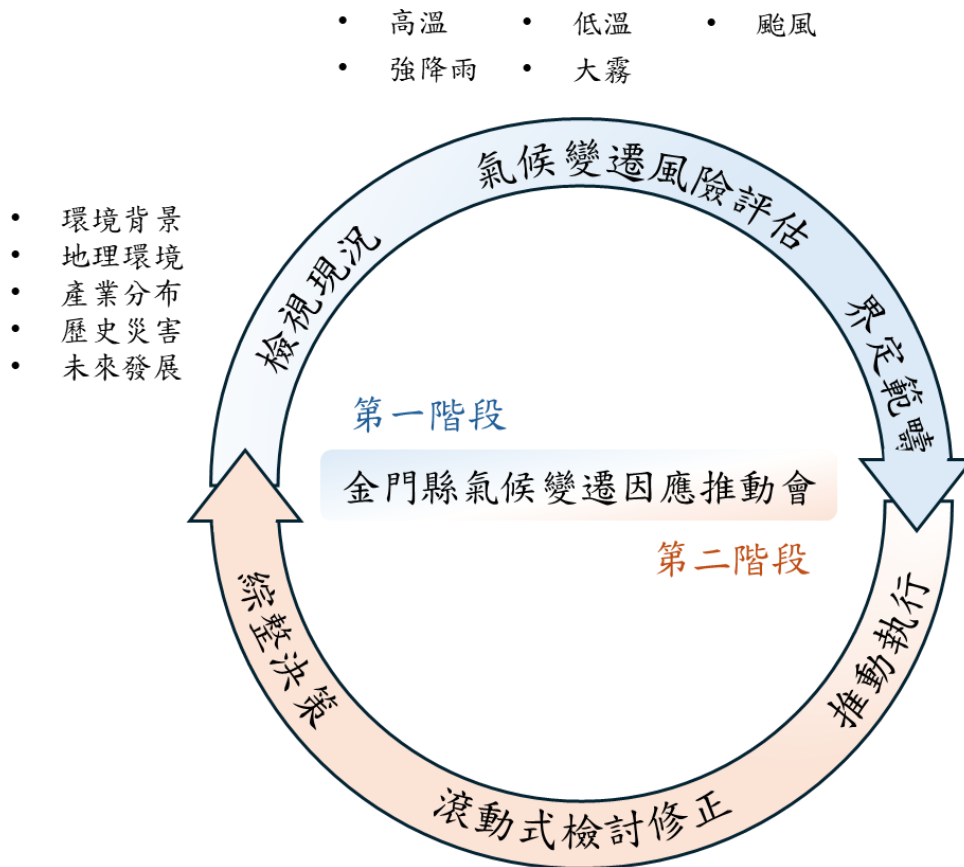 • 高溫 • 低溫 • 颱風
• 強降雨 • 大霧
氣候變遷風險評估
• 環境背景
• 地理環境
• 產業分布
• 歷史災害
• 未來發展
檢視現況
界定範疇
第一階段
金門縣氣候變遷因應推動會
第二階段
推動執行
滾動式檢討修正
綜整決策